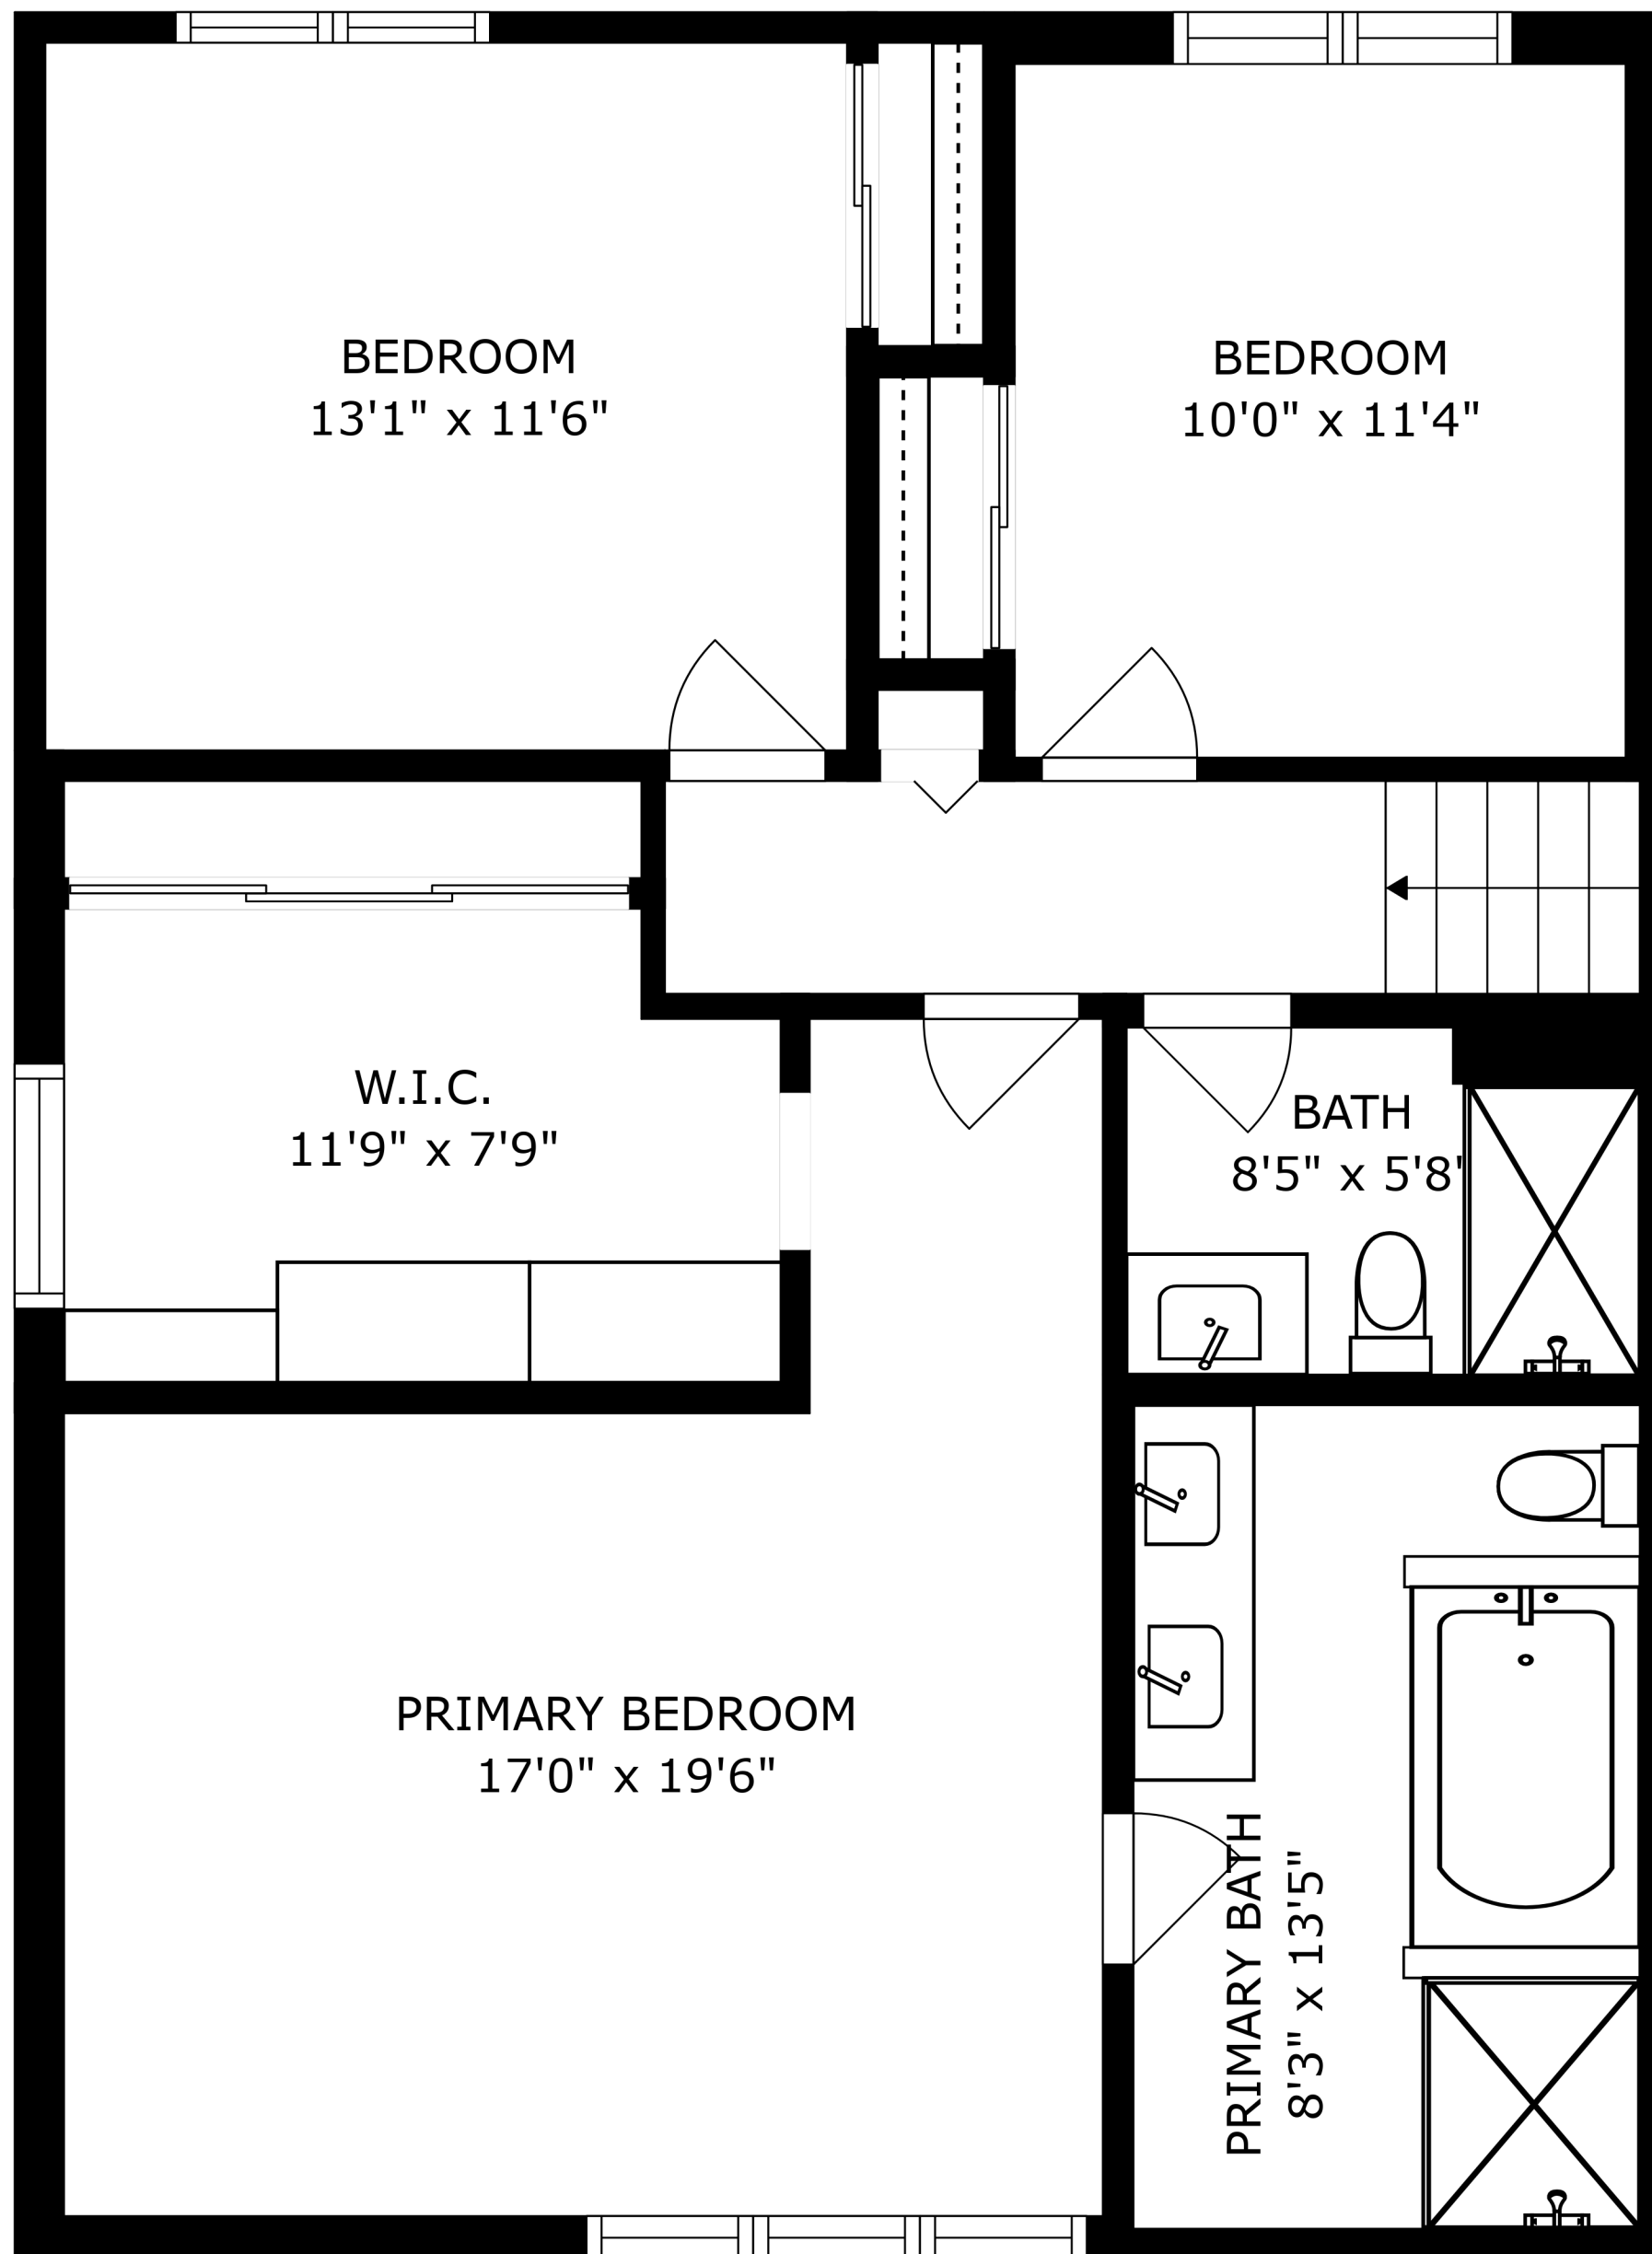 BEDROOM
13'1" x 11'6"
BEDROOM
10'0" x 11'4"
W.I.C.
11'9" x 7'9"
BATH
8'5" x 5'8'
PRIMARY BEDROOM
17'0" x 19'6"
PRIMARY BATH
8'3" x 13'5"